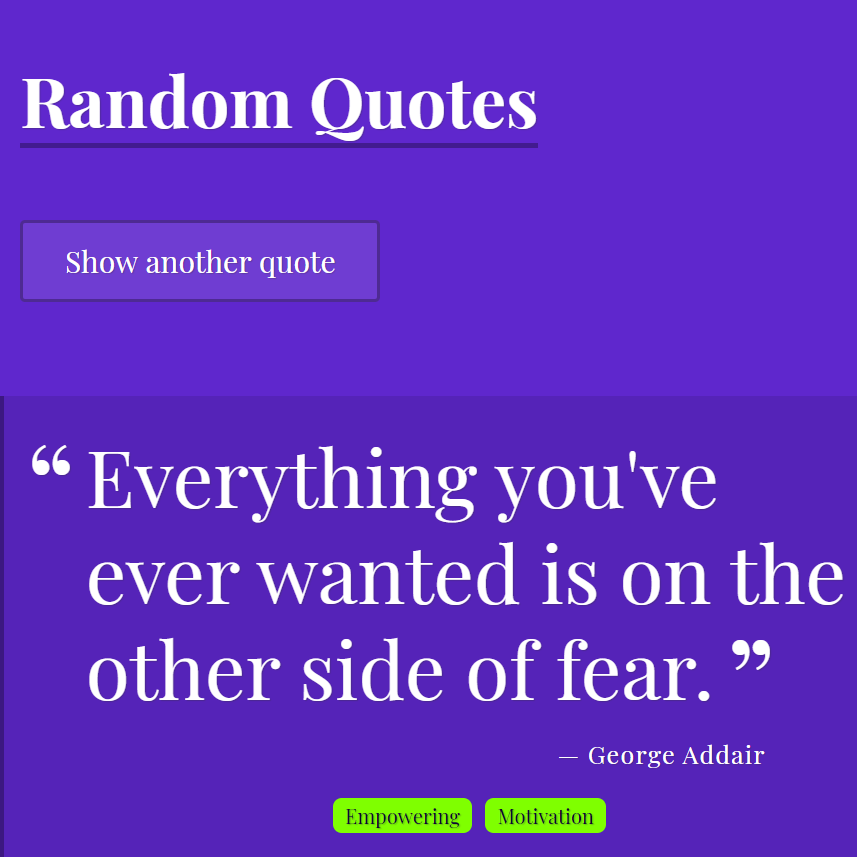 Random Quotes
Show another quote
“ Everything you've
ever wanted is on the
other side of fear. ”
— George Addair
Empowering Motivation